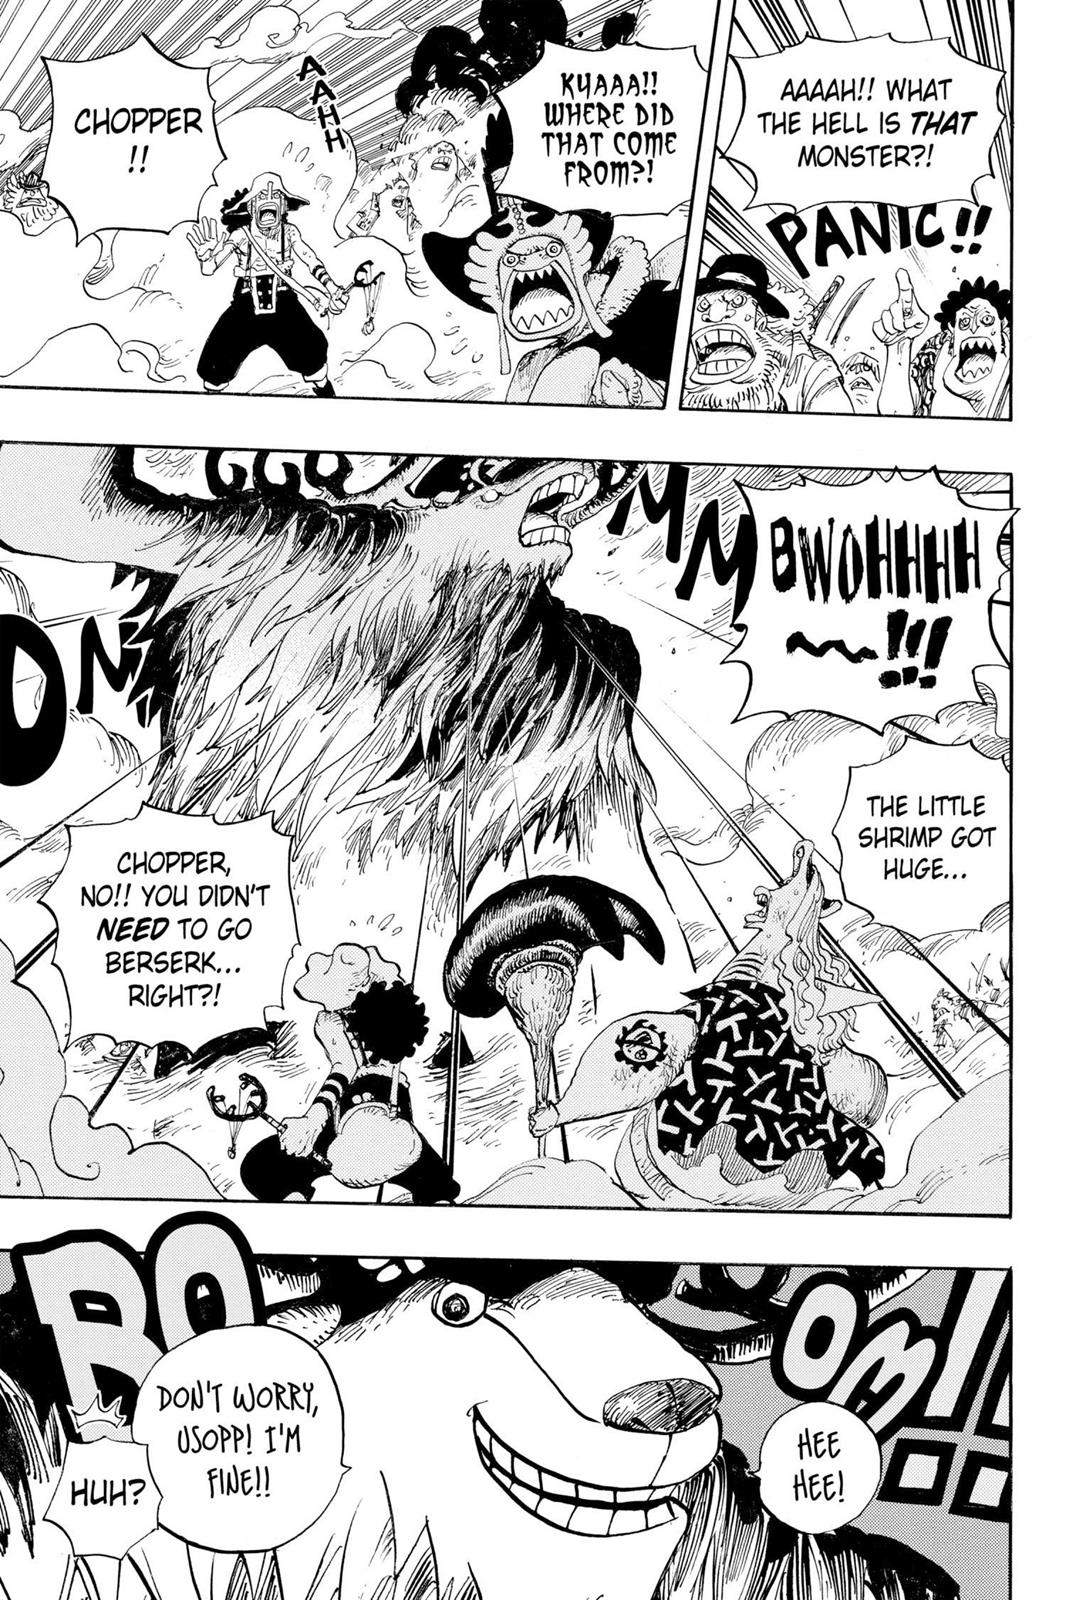 AAAAH!! WHAT
THE HELL IS THAT
MONSTER?!
PANIC!!
KYAAA!!
WHERE DID
THAT COME
FROM?!
AAHH
CHOPPER
!!
BWOHHHH
~~!!!
THE LITTLE
SHRIMP GOT
HUGE...
CHOPPER,
NO!! YOU DIDN'T
NEED TO GO
BERSERK...
RIGHT?!
HEE
HEE!
DON'T WORRY,
USOPP! I'M
FINE!!
HUH?
BOOM!!